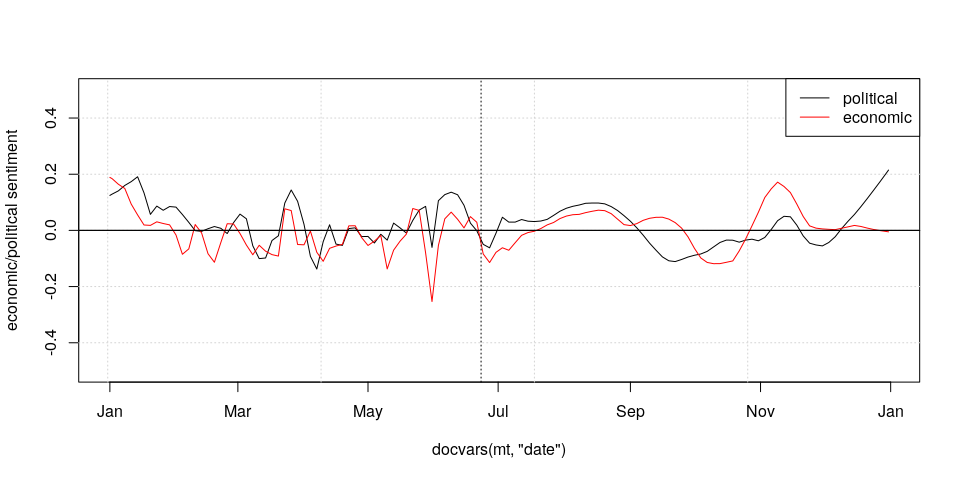 political
economic
economic/political sentiment
0.4
0.2
0.0
-0.2
-0.4
Jan Mar May Jul Sep Nov Jan
docvars(mt, "date")